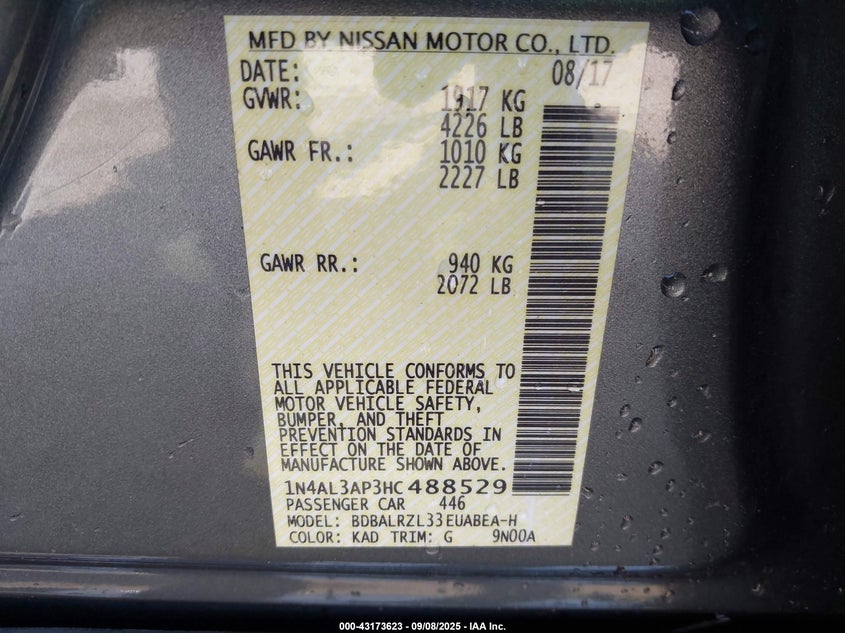 MFD BY NISSAN MOTOR CO., LTD.
DATE: 08/17
GVWR: 1917 KG
4226 LB
GAWR FR.: 1010 KG
2227 LB
GAWR RR.: 940 KG
2072 LB
THIS VEHICLE CONFORMS TO
ALL APPLICABLE FEDERAL
MOTOR VEHICLE SAFETY,
BUMPER, AND THEFT
PREVENTION STANDARDS IN
EFFECT ON THE DATE OF
MANUFACTURE SHOWN ABOVE.
1N4AL3AP3HC488529
PASSENGER CAR 446
MODEL: BDBALRZL33EUABEA-H
COLOR: KAD TRIM: G 9N00A
000-43173623 - 09/08/2025 - IAA Inc.